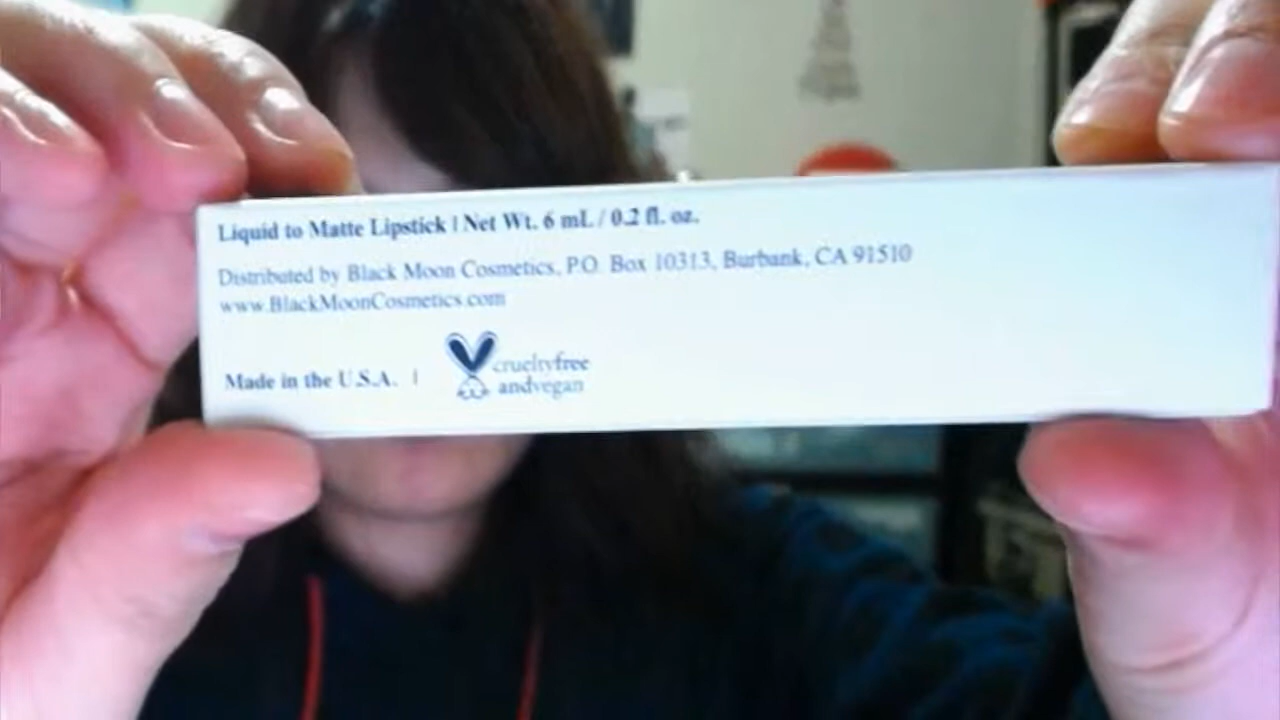 Liquid to Matte Lipstick | Net Wt. 6 mL / 0.2 fl. oz.
Distributed by Black Moon Cosmetics, P.O. Box 10313, Burbank, CA 91510
www.BlackMoonCosmetics.com
Made in the U.S.A. |
crueltyfree
andvegan